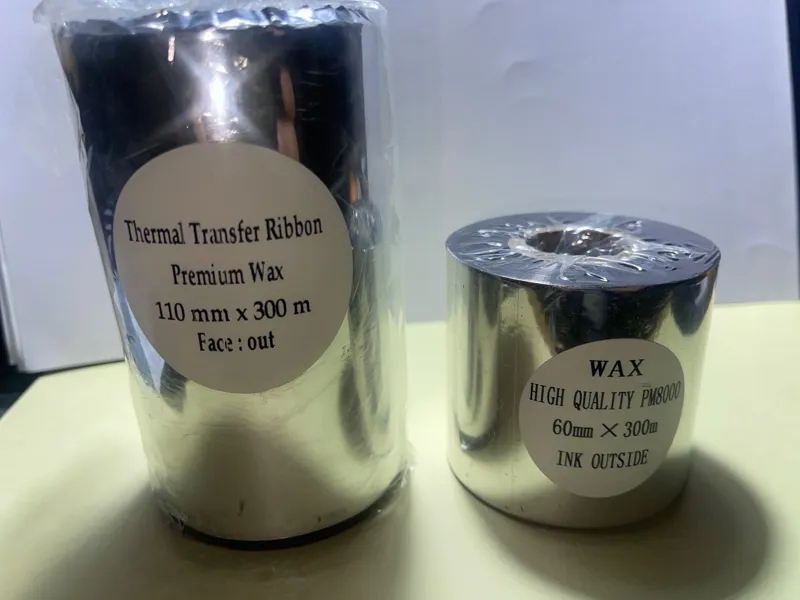 Thermal Transfer Ribbon
Premium Wax
110 mm x 300 m
Face : out
WAX
HIGH QUALITY PM8000
60mm × 300m
INK OUTSIDE